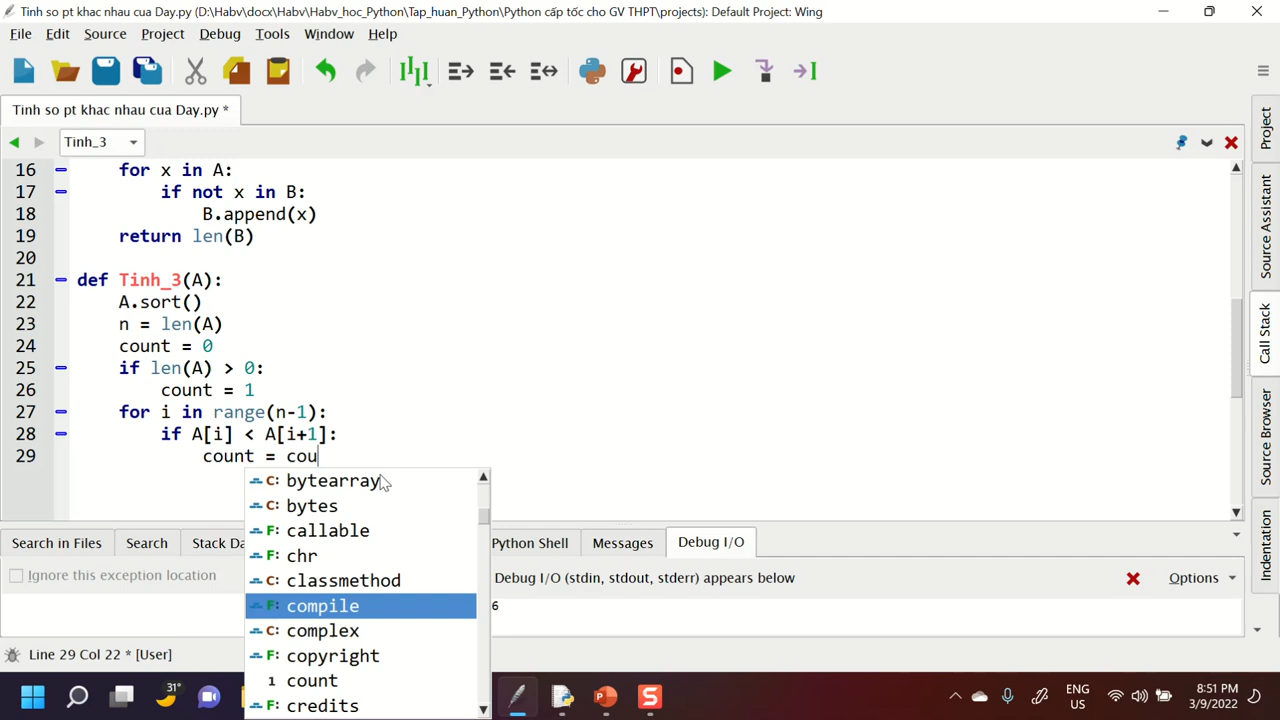 Tinh so pt khac nhau cua Day.py (D:\Habv\docx\Habv\Habv_hoc_Python\Tap_huan_Python\Python cấp tốc cho GV THPT\projects): Default Project: Wing
File Edit Source Project Debug Tools Window Help
Tinh so pt khac nhau cua Day.py *
Tinh_3
16 for x in A:
17 if not x in B:
18 B.append(x)
19 return len(B)
20
21 def Tinh_3(A):
22 A.sort()
23 n = len(A)
24 count = 0
25 if len(A) > 0:
26 count = 1
27 for i in range(n-1):
28 if A[i] < A[i+1]:
29 count = cou
C: bytearray
C: bytes
F: callable
F: chr
C: classmethod
F: compile
C: complex
F: copyright
1 count
F: credits
Project
Source Assistant
Call Stack
Source Browser
Indentation
Search in Files Search Stack Da Python Shell Messages Debug I/O
Ignore this exception location
Debug I/O (stdin, stdout, stderr) appears below
Options
6
Line 29 Col 22 * [User]
31°
ENG
US
8:51 PM
3/9/2022